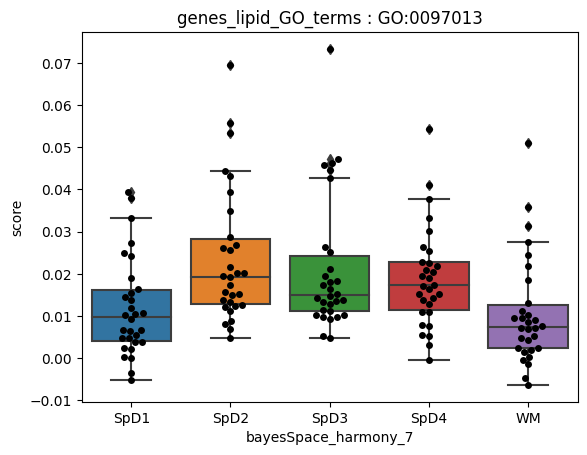 genes_lipid_GO_terms : GO:0097013
0.07
0.06
0.05
0.04
0.03
0.02
0.01
0.00
−0.01
score
SpD1 SpD2 SpD3 SpD4 WM
bayesSpace_harmony_7